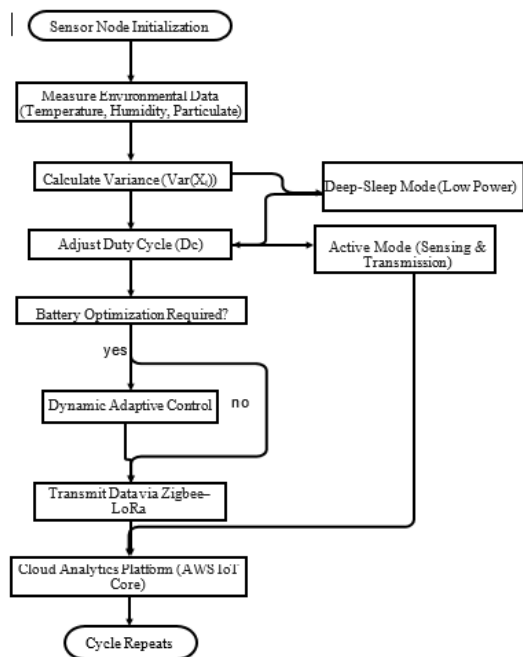 Sensor Node Initialization
Measure Environmental Data
(Temperature, Humidity, Particulate)
Calculate Variance (Var(Xᵢ))
Deep-Sleep Mode (Low Power)
Adjust Duty Cycle (Dc)
Active Mode (Sensing &
Transmission)
Battery Optimization Required?
yes
Dynamic Adaptive Control
no
Transmit Data via Zigbee–
LoRa
Cloud Analytics Platform (AWS IoT
Core)
Cycle Repeats